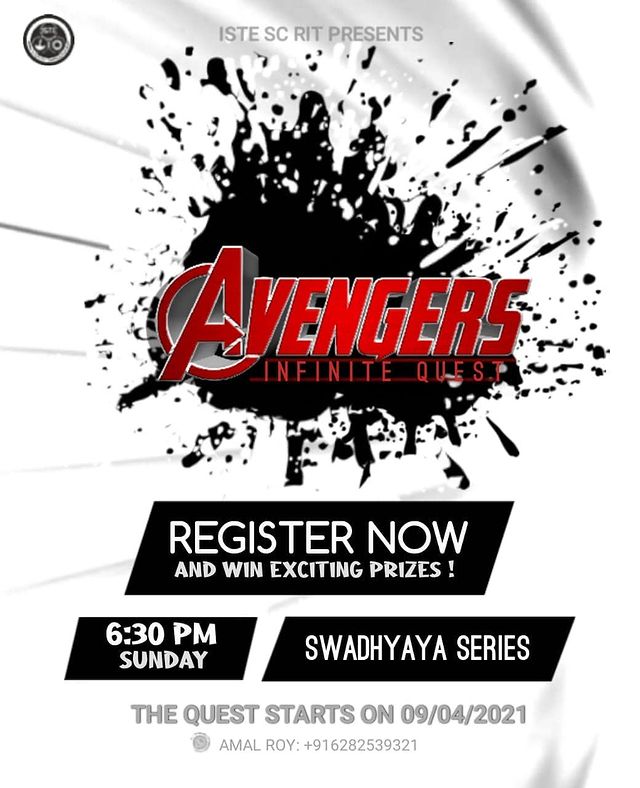 ISTE
ISTE SC RIT PRESENTS
AVENGERS
INFINITE QUEST
REGISTER NOW
AND WIN EXCITING PRIZES !
6:30 PM
SUNDAY
SWADHYAYA SERIES
THE QUEST STARTS ON 09/04/2021
AMAL ROY: +916282539321